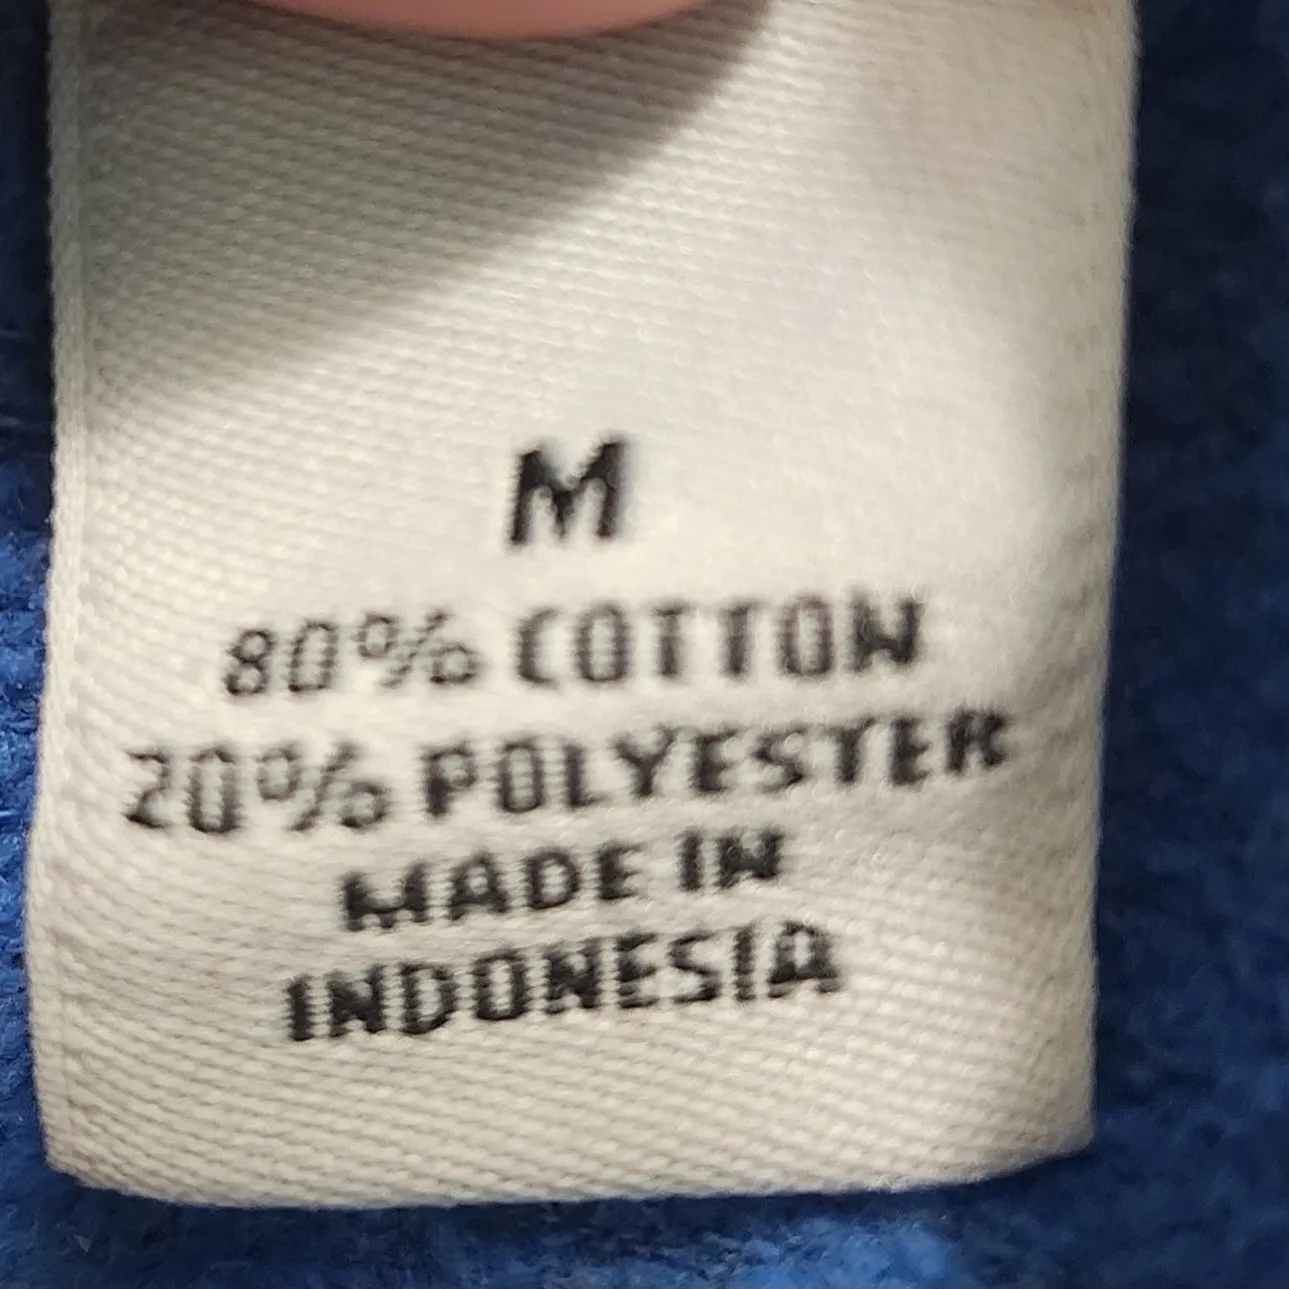 M
80% COTTON
20% POLYESTER
MADE IN
INDONESIA